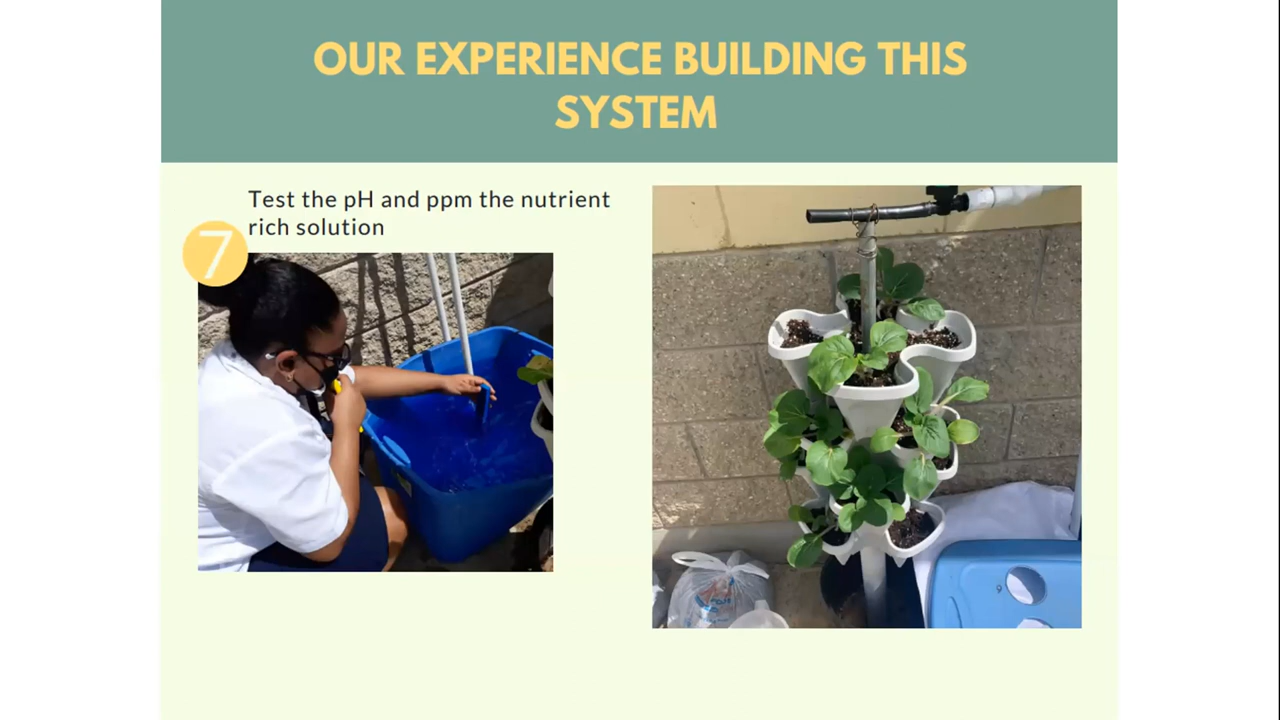 OUR EXPERIENCE BUILDING THIS
SYSTEM
Test the pH and ppm the nutrient
rich solution
7